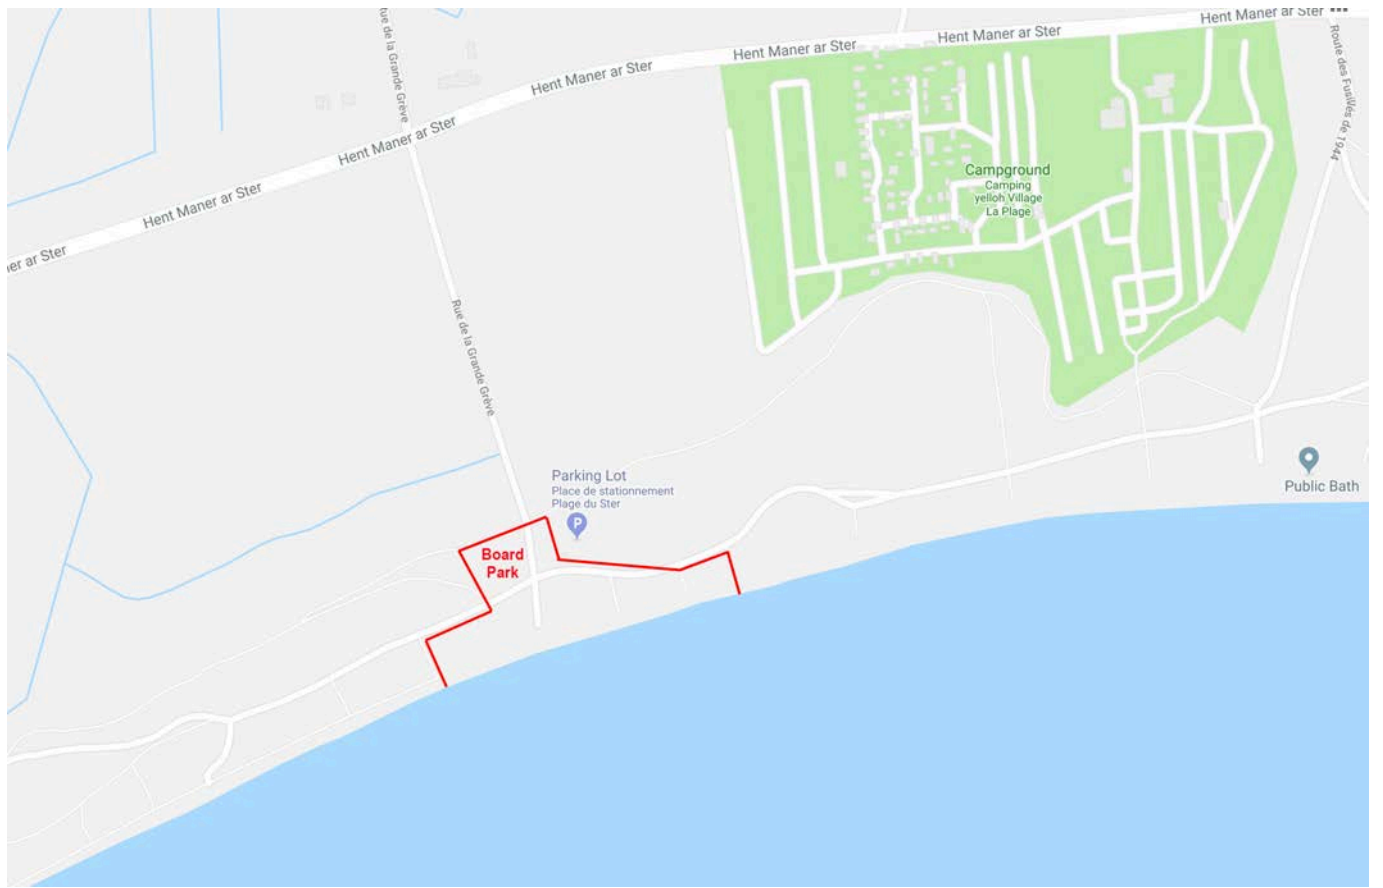 Hent Maner ar Ster
Hent Maner ar Ster
Hent Maner ar Ster
Hent Maner ar Ster
Hent Maner ar Ster
Hent Maner ar Ster
ner ar Ster
rue de la Grande Grève
Rue de la Grande Grève
Route des Fusillés de 1944
Campground
Camping
yelloh Village
La Plage
Parking Lot
Place de stationnement
Plage du Ster
P
Public Bath
Board
Park